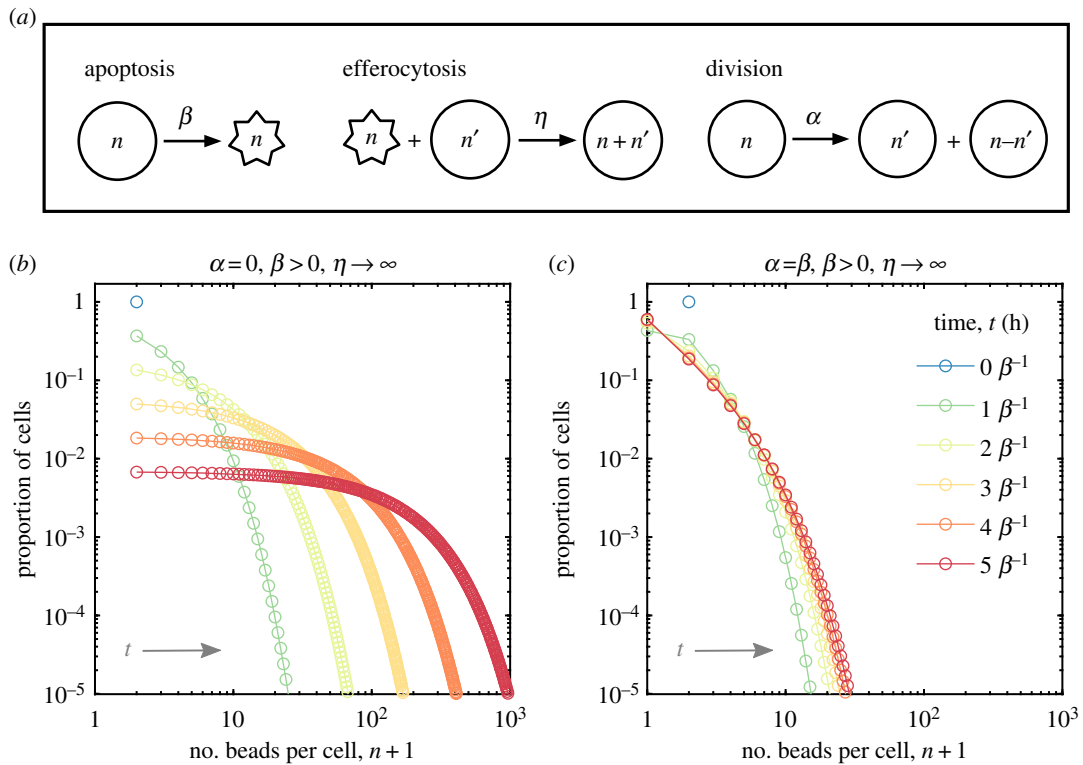 (a)
apoptosis efferocytosis division
n β n n + n′ η n + n′ n α n′ + n–n′
(b) α = 0, β > 0, η → ∞
1
10⁻¹
10⁻²
10⁻³
10⁻⁴
10⁻⁵
proportion of cells
t
1 10 10² 10³
no. beads per cell, n + 1
(c) α=β, β > 0, η → ∞
1
10⁻¹
10⁻²
10⁻³
10⁻⁴
10⁻⁵
proportion of cells
time, t (h)
0 β⁻¹
1 β⁻¹
2 β⁻¹
3 β⁻¹
4 β⁻¹
5 β⁻¹
t
1 10 10² 10³
no. beads per cell, n + 1